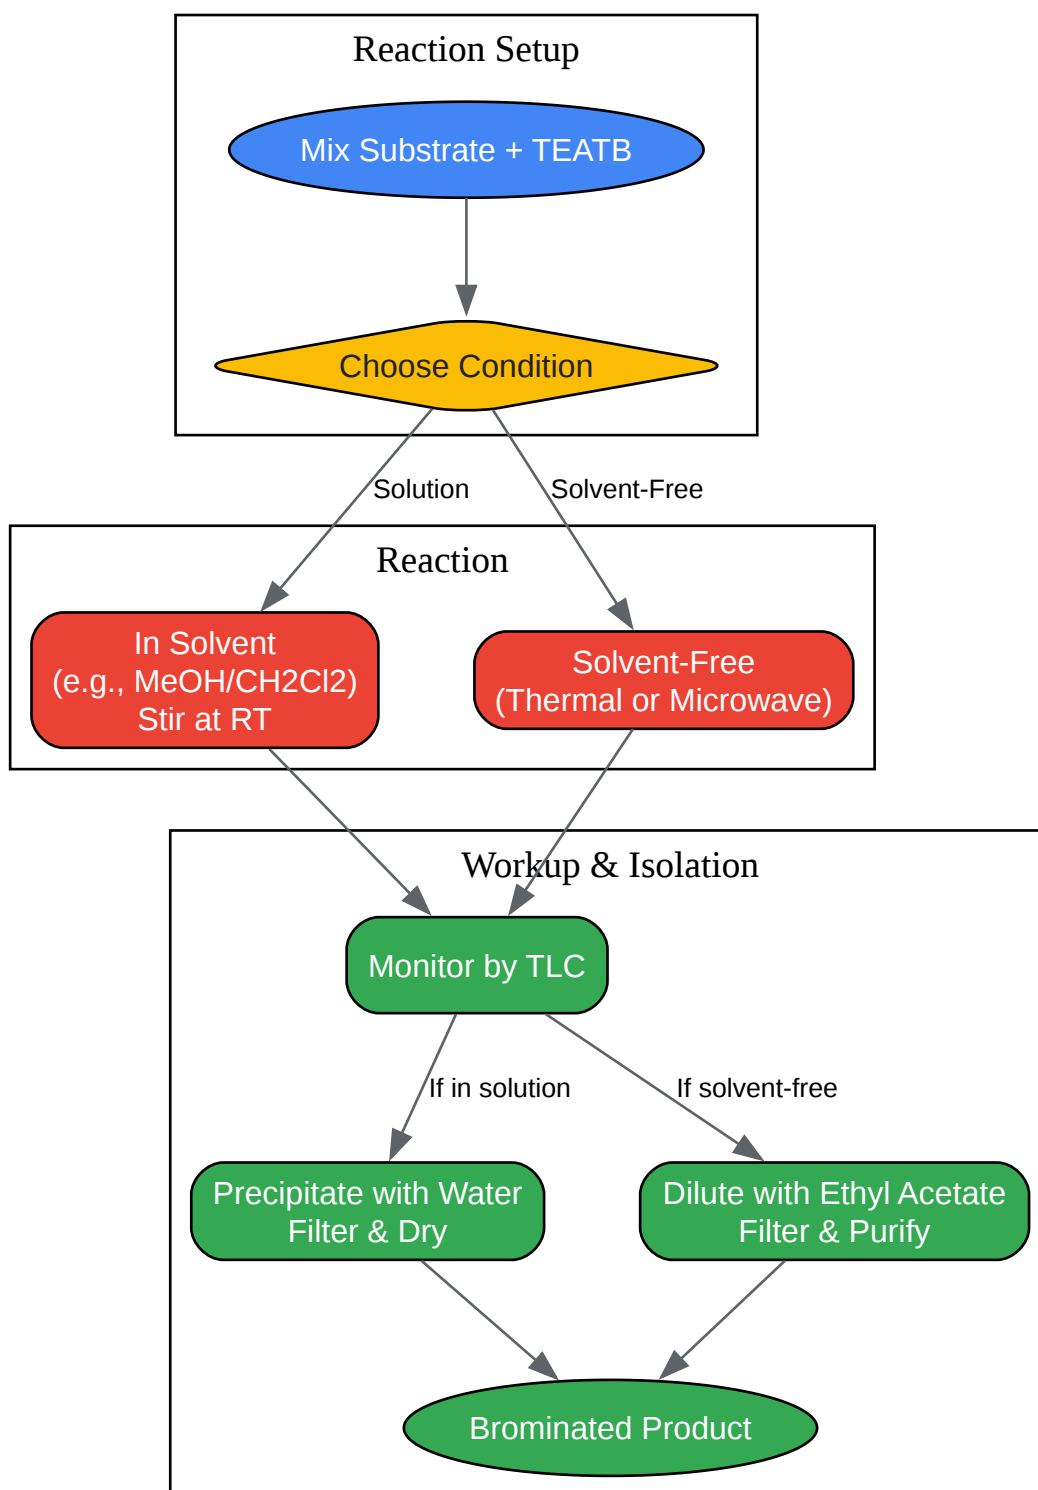 Reaction Setup
Mix Substrate + TEATB
Choose Condition
Solution
Solvent-Free
Reaction
In Solvent
(e.g., MeOH/CH2Cl2)
Stir at RT
Solvent-Free
(Thermal or Microwave)
Workup & Isolation
Monitor by TLC
If in solution
If solvent-free
Precipitate with Water
Filter & Dry
Dilute with Ethyl Acetate
Filter & Purify
Brominated Product